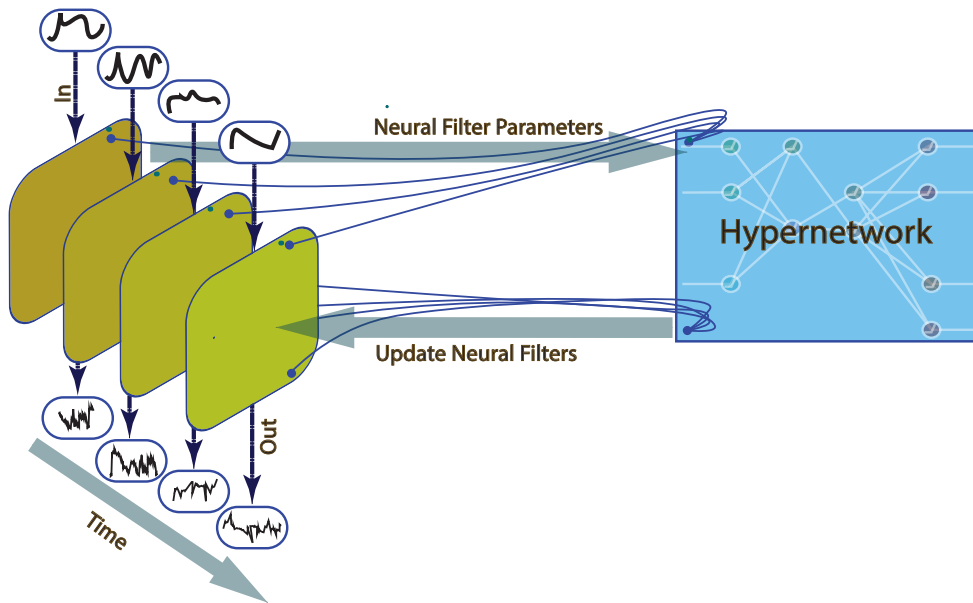 In
Neural Filter Parameters
Hypernetwork
Update Neural Filters
Out
Time